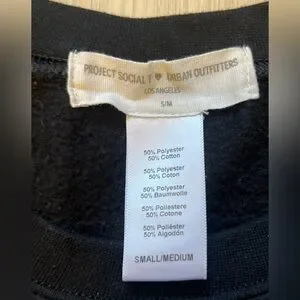 PROJECT SOCIAL T ♥ URBAN OUTFITTERS
LOS ANGELES
S/M
50% Polyester
50% Cotton
50% Polyester
50% Coton
50% Polyester
50% Baumwolle
50% Poliestere
50% Cotone
50% Poliéster
50% Algodón
SMALL/MEDIUM